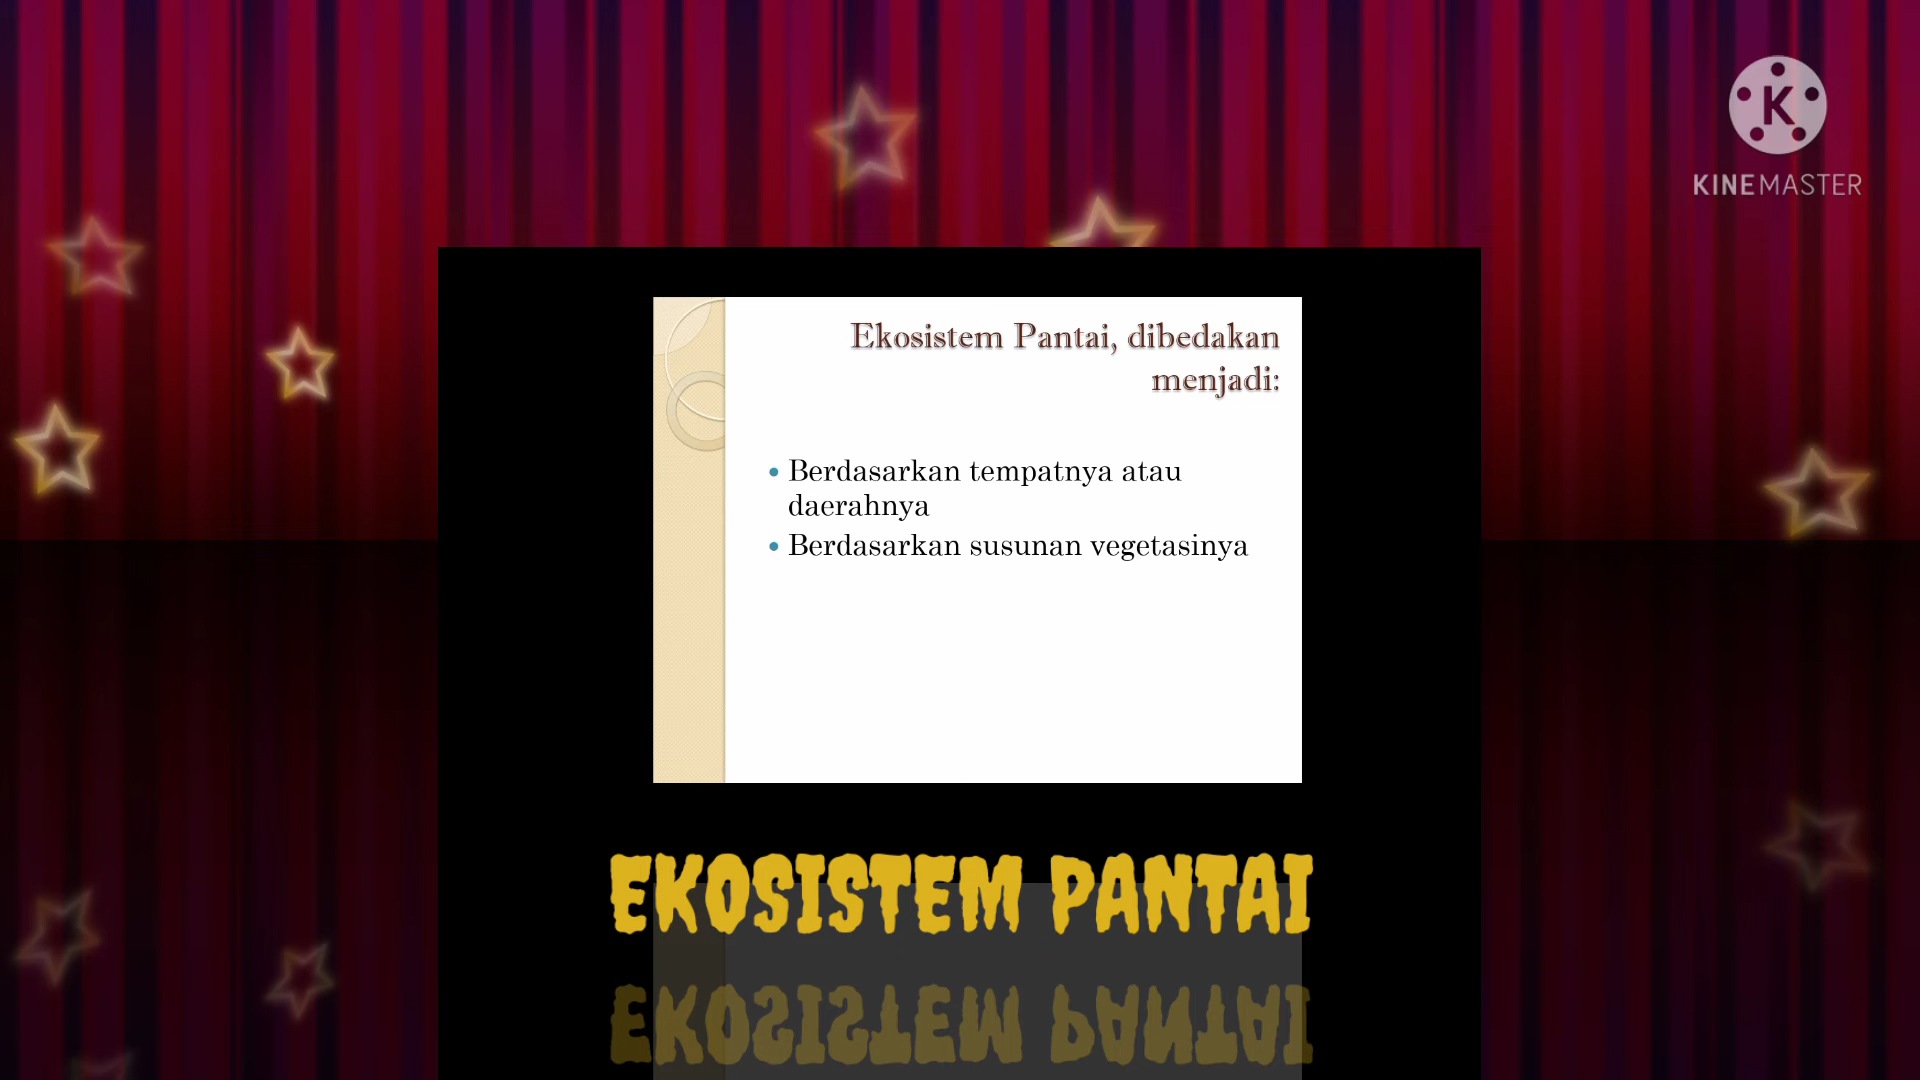 K
KINEMASTER
Ekosistem Pantai, dibedakan
menjadi:
• Berdasarkan tempatnya atau
daerahnya
• Berdasarkan susunan vegetasinya
EKOSISTEM PANTAI